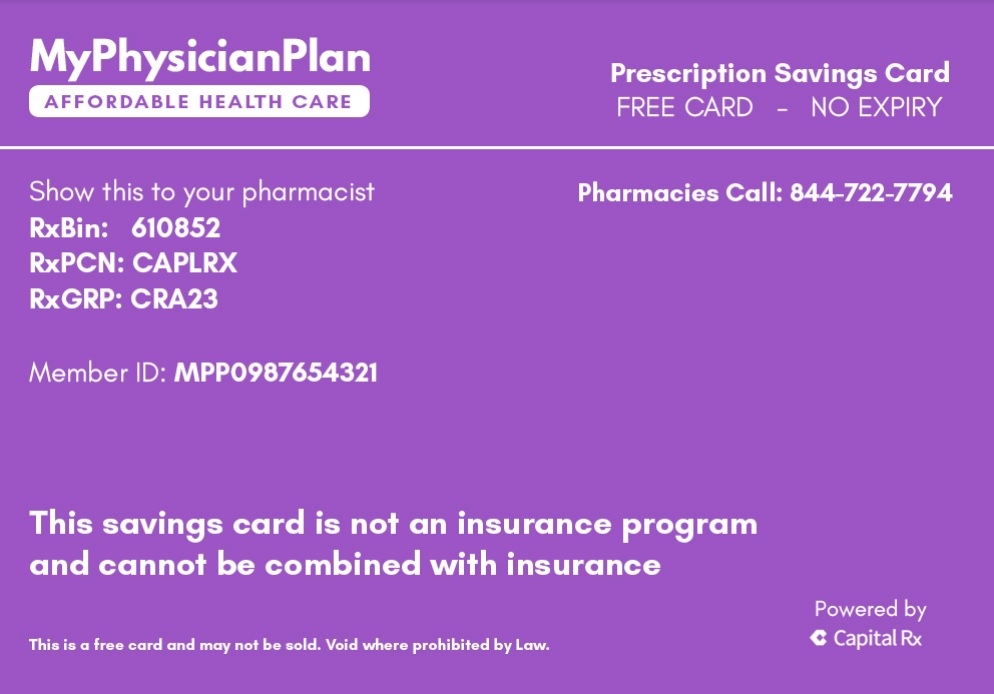 MyPhysicianPlan
AFFORDABLE HEALTH CARE
Prescription Savings Card
FREE CARD - NO EXPIRY
Show this to your pharmacist
RxBin: 610852
RxPCN: CAPLRX
RxGRP: CRA23
Member ID: MPP0987654321
Pharmacies Call: 844-722-7794
This savings card is not an insurance program
and cannot be combined with insurance
This is a free card and may not be sold. Void where prohibited by Law.
Powered by
Capital Rx